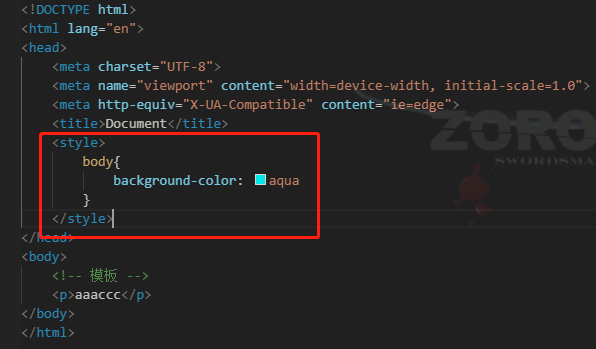 <!DOCTYPE html>
<html lang="en">
<head>
    <meta charset="UTF-8">
    <meta name="viewport" content="width=device-width, initial-scale=1.0">
    <meta http-equiv="X-UA-Compatible" content="ie=edge">
    <title>Document</title>
ZORO
SWORDSMA
    <style>
        body{
            background-color: aqua
        }
    </style>
</head>
<body>
    <!-- 模板 -->
    <p>aaaccc</p>
</body>
</html>